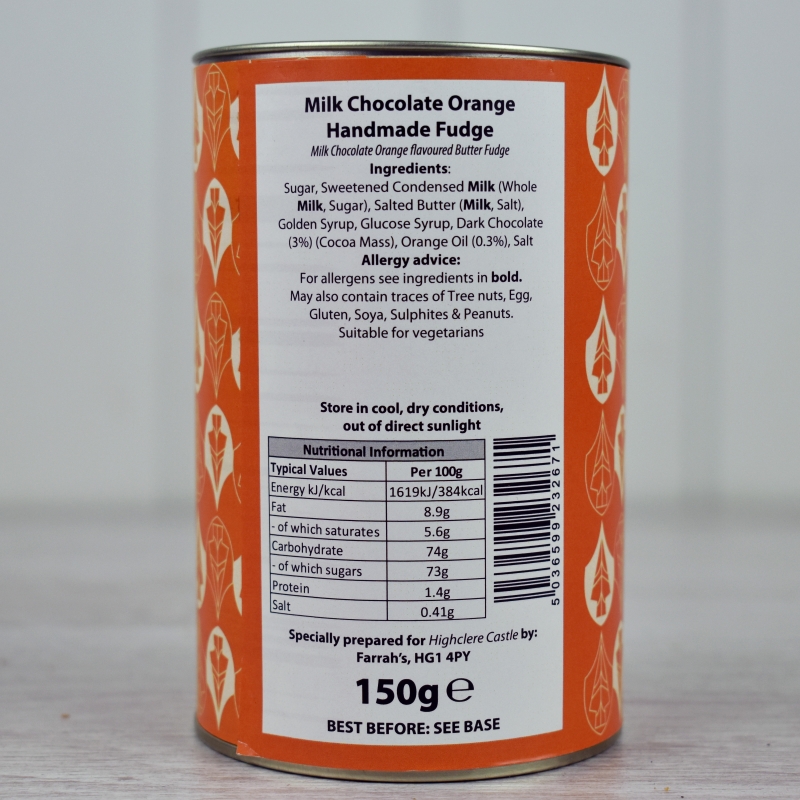 Milk Chocolate Orange
Handmade Fudge
Milk Chocolate Orange flavoured Butter Fudge
Ingredients:
Sugar, Sweetened Condensed Milk (Whole
Milk, Sugar), Salted Butter (Milk, Salt),
Golden Syrup, Glucose Syrup, Dark Chocolate
(3%) (Cocoa Mass), Orange Oil (0.3%), Salt
Allergy advice:
For allergens see ingredients in bold.
May also contain traces of Tree nuts, Egg,
Gluten, Soya, Sulphites & Peanuts.
Suitable for vegetarians
Store in cool, dry conditions,
out of direct sunlight
Nutritional Information
Typical Values Per 100g
Energy kJ/kcal 1619kJ/384kcal
Fat 8.9g
- of which saturates 5.6g
Carbohydrate 74g
- of which sugars 73g
Protein 1.4g
Salt 0.41g
5 036599 232671
Specially prepared for Highclere Castle by:
Farrah's, HG1 4PY
150g ℮
BEST BEFORE: SEE BASE